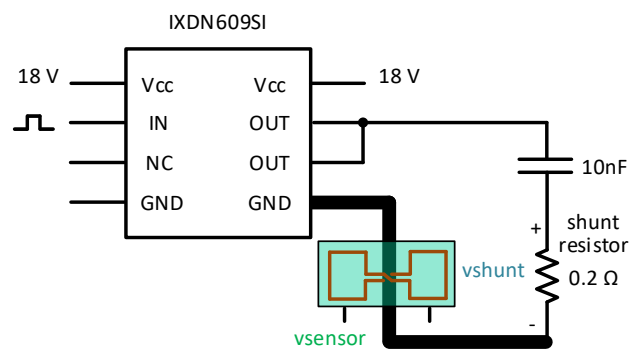 IXDN609SI
18 V
Vcc
Vcc
18 V
IN
OUT
NC
OUT
10nF
GND
GND
+
shunt
resistor
vshunt
0.2 Ω
-
vsensor